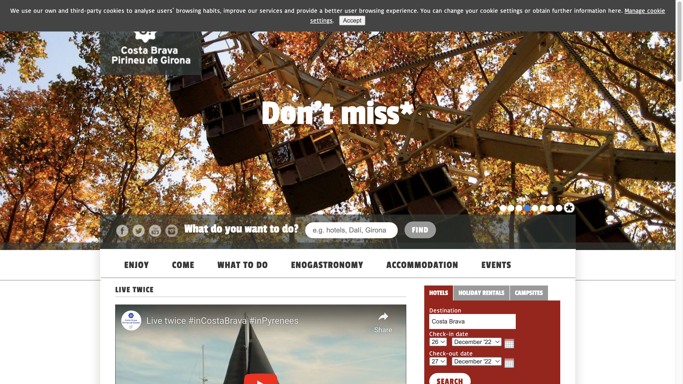 We use our own and third-party cookies to analyse users' browsing habits, improve our services and provide a better user browsing experience. You can change your cookie settings or obtain further information here. Manage cookie
settings. Accept
Costa Brava
Pirineu de Girona
Don't miss*
What do you want to do? e.g. hotels, Dalí, Girona FIND
ENJOY COME WHAT TO DO ENOGASTRONOMY ACCOMMODATION EVENTS
LIVE TWICE
Live twice #inCostaBrava #inPyrenees
Share
HOTELS HOLIDAY RENTALS CAMPSITES
Destination
Costa Brava
Check-in date
26 December '22
Check-out date
27 December '22
SEARCH